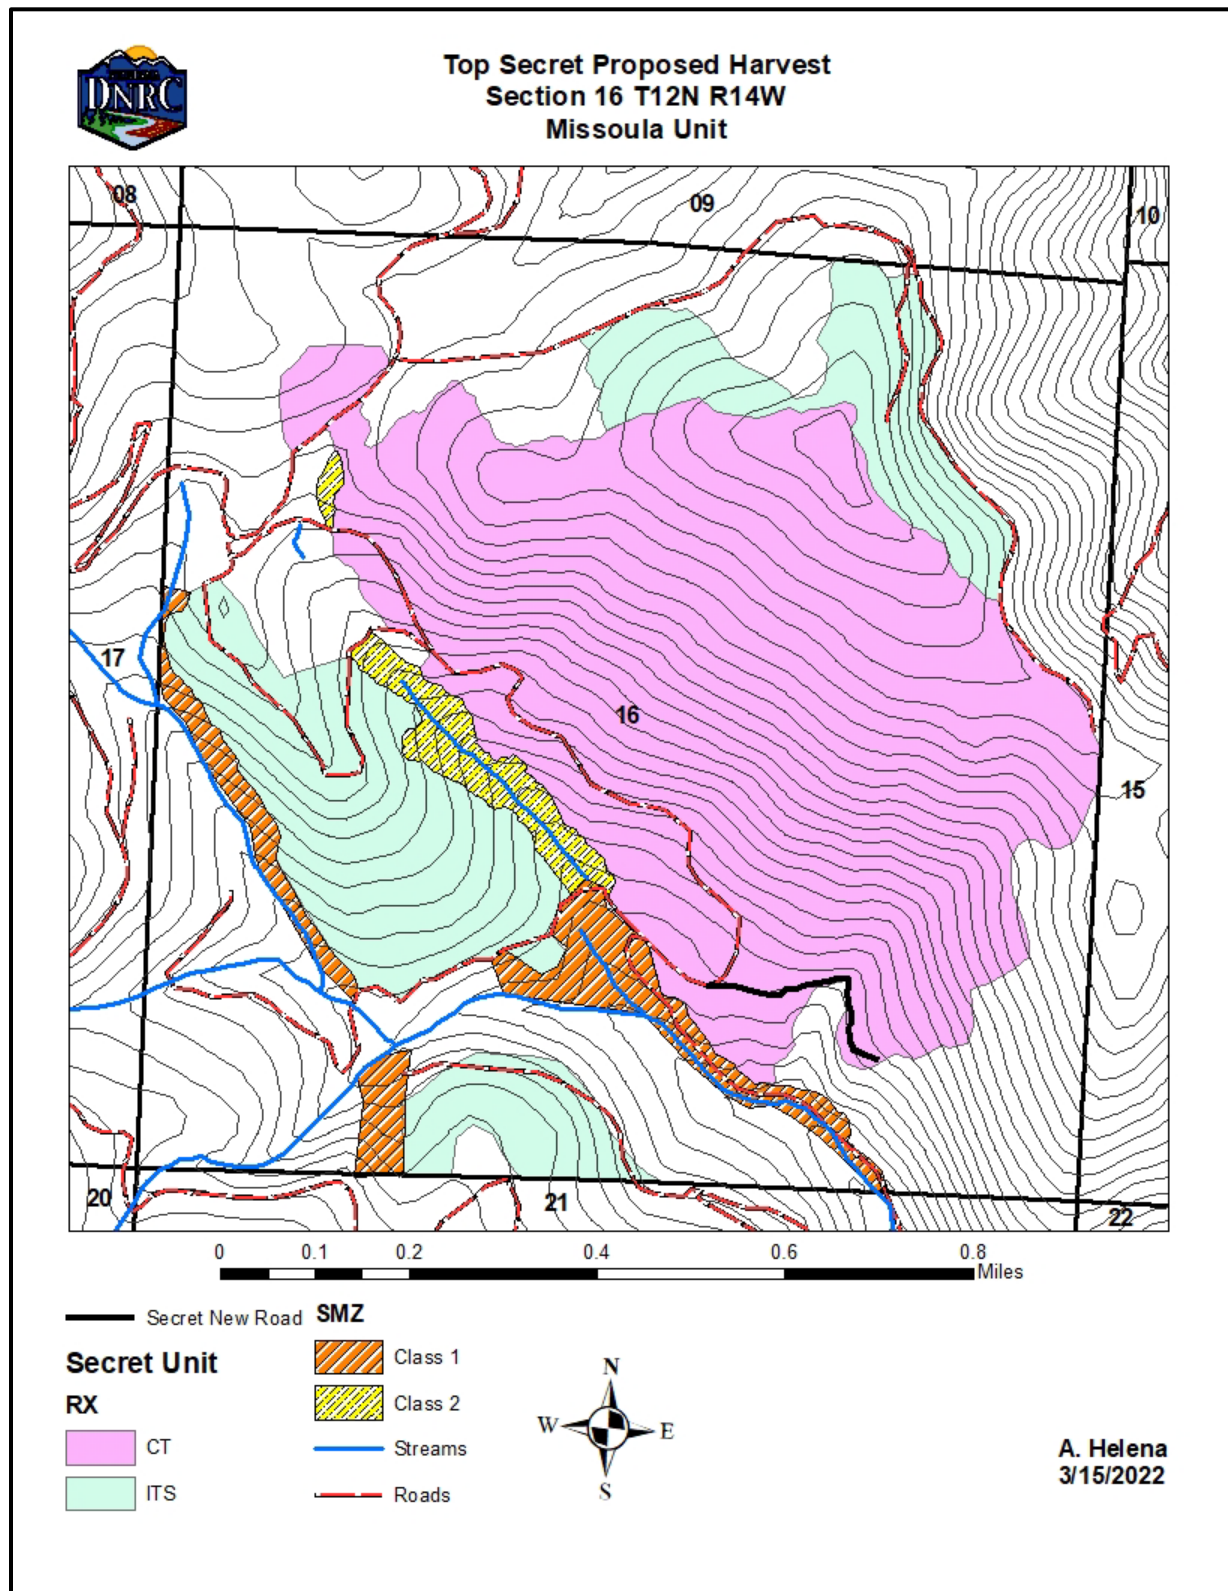 DNRC
Top Secret Proposed Harvest
Section 16 T12N R14W
Missoula Unit
08
09
10
17
16
15
20
21
22
0 0.1 0.2 0.4 0.6 0.8
Miles
Secret New Road
Secret Unit
RX
CT
ITS
SMZ
Class 1
Class 2
Streams
Roads
N
W E
S
A. Helena
3/15/2022